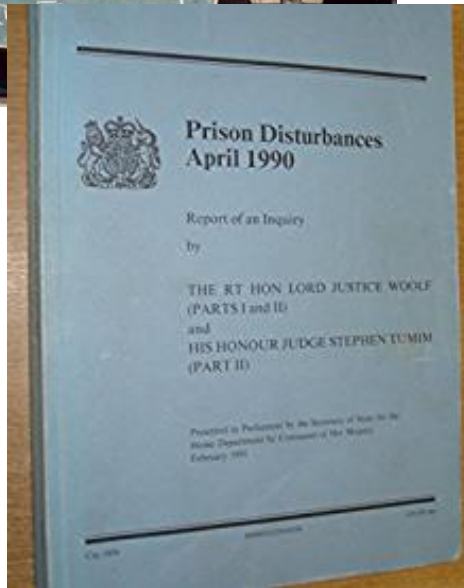 Prison Disturbances
April 1990
Report of an Inquiry
by
THE RT HON LORD JUSTICE WOOLF
(PARTS I and II)
and
HIS HONOUR JUDGE STEPHEN TUMIM
(PART II)
Presented to Parliament by the Secretary of State for the
Home Department by Command of Her Majesty
February 1991